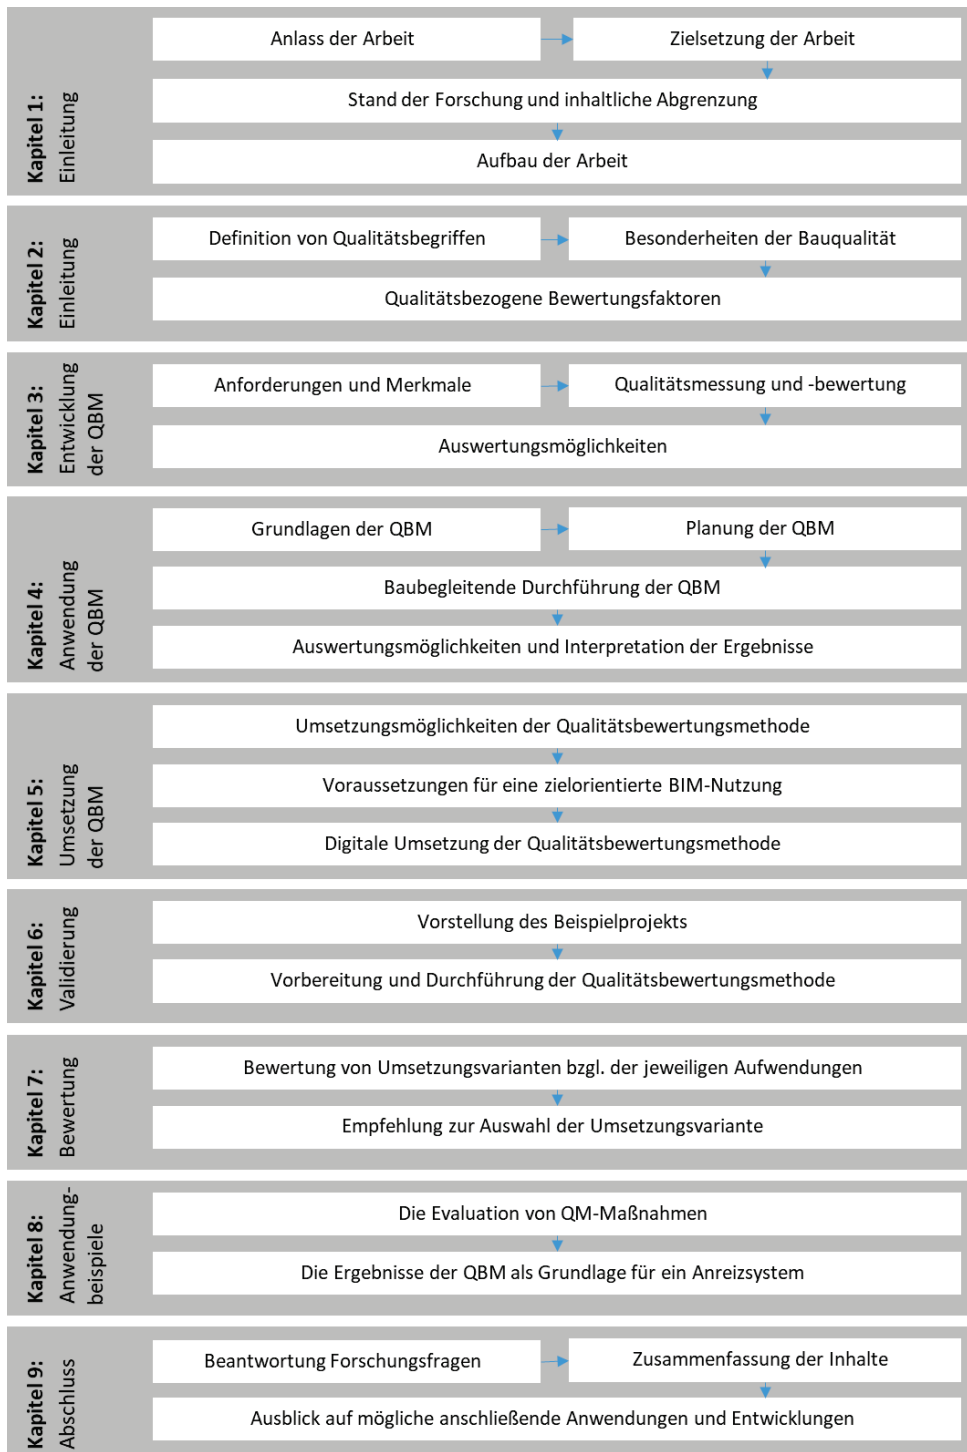 Kapitel 1:
Einleitung
Anlass der Arbeit
Zielsetzung der Arbeit
Stand der Forschung und inhaltliche Abgrenzung
Aufbau der Arbeit
Kapitel 2:
Einleitung
Definition von Qualitätsbegriffen
Besonderheiten der Bauqualität
Qualitätsbezogene Bewertungsfaktoren
Kapitel 3:
Entwicklung
der QBM
Anforderungen und Merkmale
Qualitätsmessung und -bewertung
Auswertungsmöglichkeiten
Kapitel 4:
Anwendung
der QBM
Grundlagen der QBM
Planung der QBM
Baubegleitende Durchführung der QBM
Auswertungsmöglichkeiten und Interpretation der Ergebnisse
Kapitel 5:
Umsetzung
der QBM
Umsetzungsmöglichkeiten der Qualitätsbewertungsmethode
Voraussetzungen für eine zielorientierte BIM-Nutzung
Digitale Umsetzung der Qualitätsbewertungsmethode
Kapitel 6:
Validierung
Vorstellung des Beispielprojekts
Vorbereitung und Durchführung der Qualitätsbewertungsmethode
Kapitel 7:
Bewertung
Bewertung von Umsetzungsvarianten bzgl. der jeweiligen Aufwendungen
Empfehlung zur Auswahl der Umsetzungsvariante
Kapitel 8:
Anwendung-
beispiele
Die Evaluation von QM-Maßnahmen
Die Ergebnisse der QBM als Grundlage für ein Anreizsystem
Kapitel 9:
Abschluss
Beantwortung Forschungsfragen
Zusammenfassung der Inhalte
Ausblick auf mögliche anschließende Anwendungen und Entwicklungen